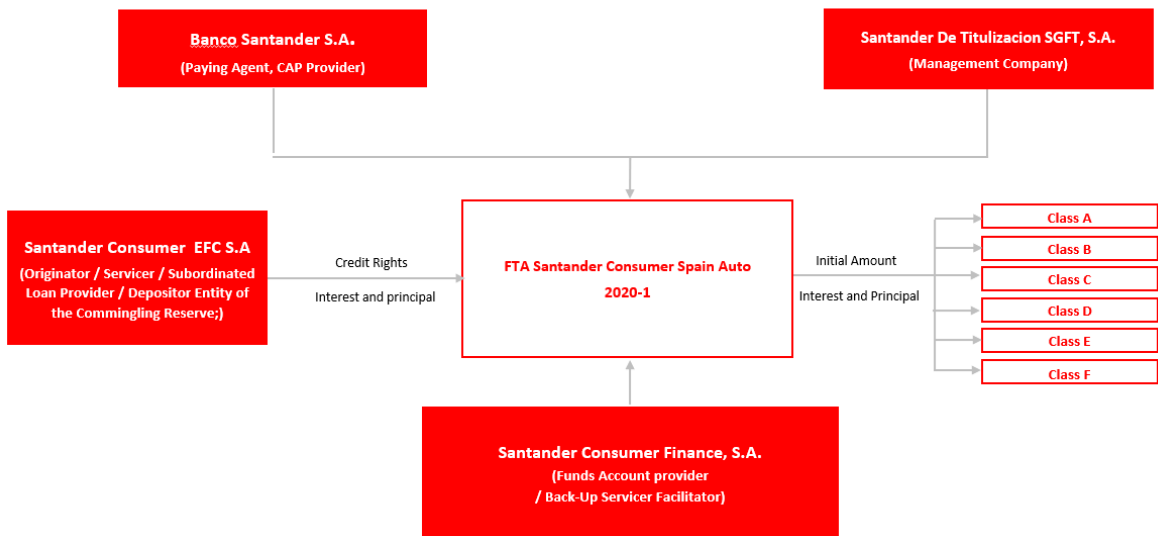 Banco Santander S.A.
(Paying Agent, CAP Provider)
Santander De Titulizacion SGFT, S.A.
(Management Company)
Santander Consumer EFC S.A
(Originator / Servicer / Subordinated
Loan Provider / Depositor Entity of
the Commingling Reserve;)
Credit Rights
Interest and principal
FTA Santander Consumer Spain Auto
2020-1
Initial Amount
Interest and Principal
Class A
Class B
Class C
Class D
Class E
Class F
Santander Consumer Finance, S.A.
(Funds Account provider
/ Back-Up Servicer Facilitator)